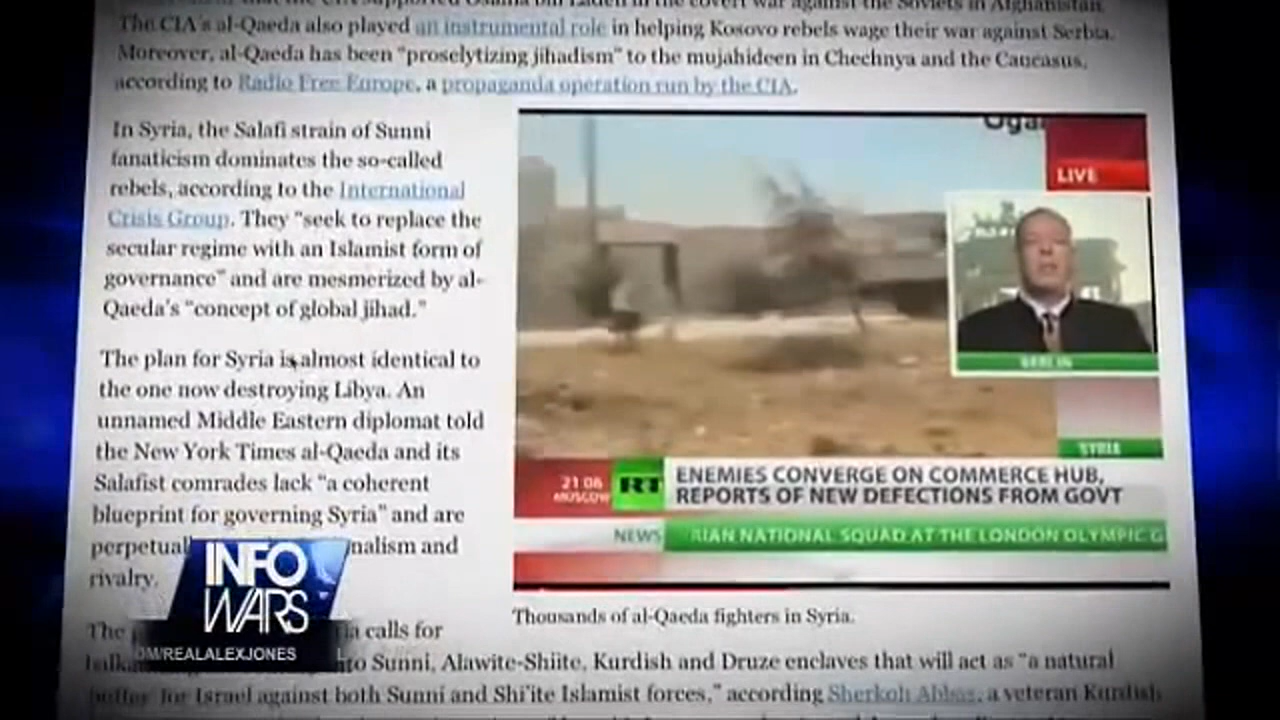 The CIA's al-Qaeda also played an instrumental role in helping Kosovo rebels wage their war against Serbia.
Moreover, al-Qaeda has been "proselytizing jihadism" to the mujahideen in Chechnya and the Caucasus,
according to Radio Free Europe, a propaganda operation run by the CIA.
In Syria, the Salafi strain of Sunni
fanaticism dominates the so-called
rebels, according to the International
Crisis Group. They "seek to replace the
secular regime with an Islamist form of
governance" and are mesmerized by al-
Qaeda's "concept of global jihad."
The plan for Syria is almost identical to
the one now destroying Libya. An
unnamed Middle Eastern diplomat told
the New York Times al-Qaeda and its
Salafist comrades lack "a coherent
blueprint for governing Syria" and are
and
rivalry.
The
calls for
Sunni, Alawite-Shiite, Kurdish and Druze enclaves that will act as "a natural
buffer for Israel against both Sunni and Shi'ite Islamist forces," according Sherkoh Abbas, a veteran Kurdish
LIVE
BERLIN
SYRIA
21:06
MOSCOW
RT
ENEMIES CONVERGE ON COMMERCE HUB,
REPORTS OF NEW DEFECTIONS FROM GOVT
NEWS
NATIONAL SQUAD AT THE LONDON OLYMPIC G
Thousands of al-Qaeda fighters in Syria.
INFO
WARS
OM/REALALEXJONES